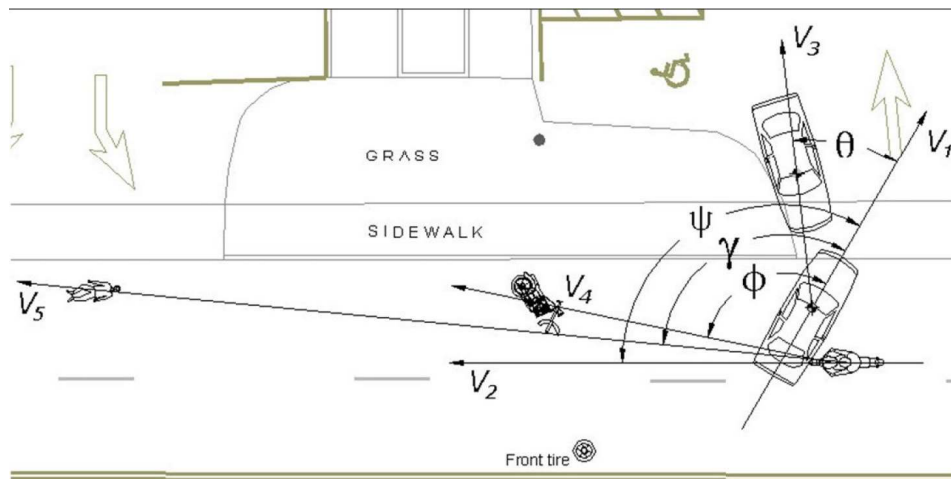 V3
V1
θ
GRASS
ψ
SIDEWALK
γ
V5
V4
ϕ
V2
Front tire